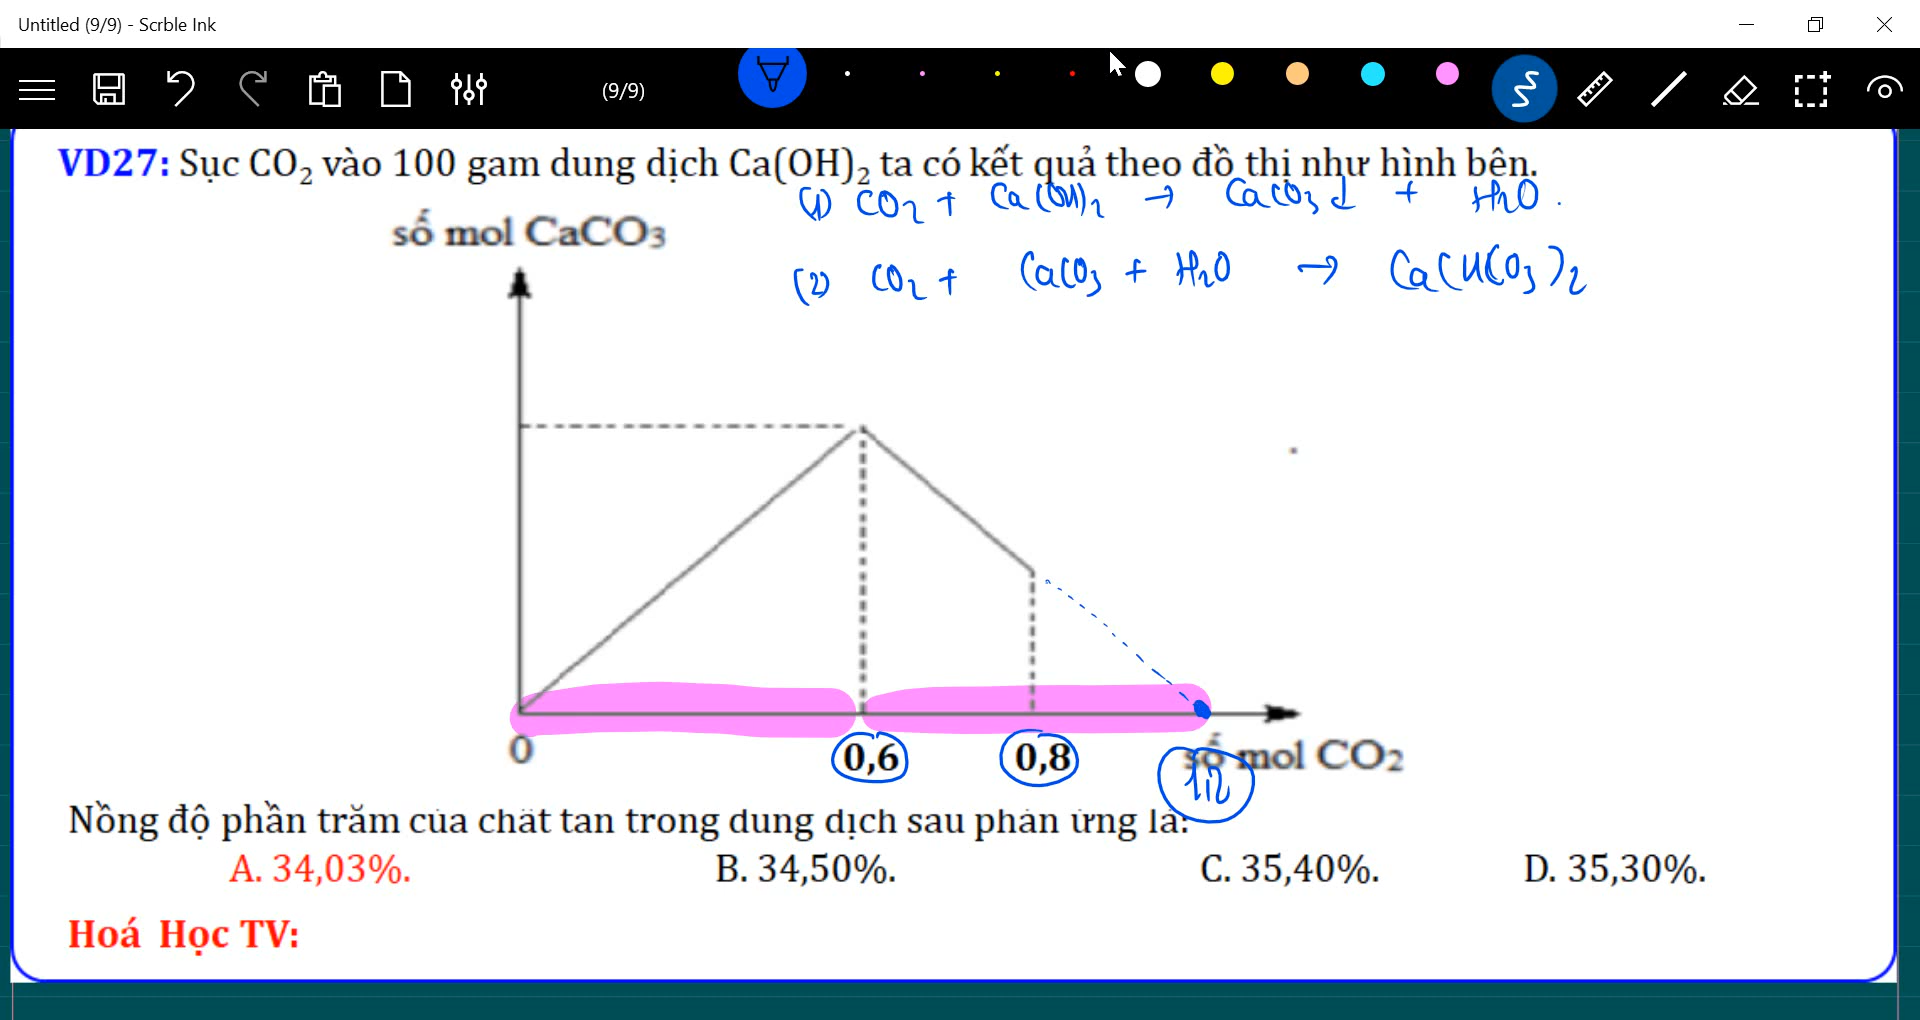 Untitled (9/9) - Scrble Ink
(9/9)
VD27: Sục CO₂ vào 100 gam dung dịch Ca(OH)₂ ta có kết quả theo đồ thị như hình bên.
(1) CO₂ + Ca(OH)₂ → CaCO₃↓ + H₂O.
số mol CaCO₃
(2) CO₂ + CaCO₃ + H₂O → Ca(HCO₃)₂
0
0,6
0,8
số mol CO₂
1,2
Nồng độ phần trăm của chất tan trong dung dịch sau phản ứng là:
A. 34,03%. B. 34,50%. C. 35,40%. D. 35,30%.
Hoá Học TV: